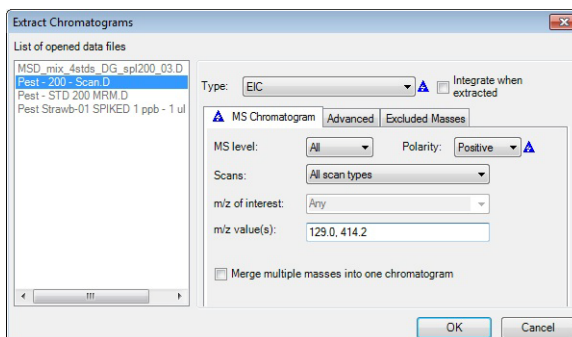 Extract Chromatograms
List of opened data files
MSD_mix_4stds_DG_spl200_03.D
Pest - 200 - Scan.D
Pest - STD 200 MRM.D
Pest Strawb-01 SPIKED 1 ppb - 1 ul
Type: EIC Integrate when extracted
MS Chromatogram Advanced Excluded Masses
MS level: All Polarity: Positive
Scans: All scan types
m/z of interest: Any
m/z value(s): 129.0, 414.2
Merge multiple masses into one chromatogram
OK Cancel